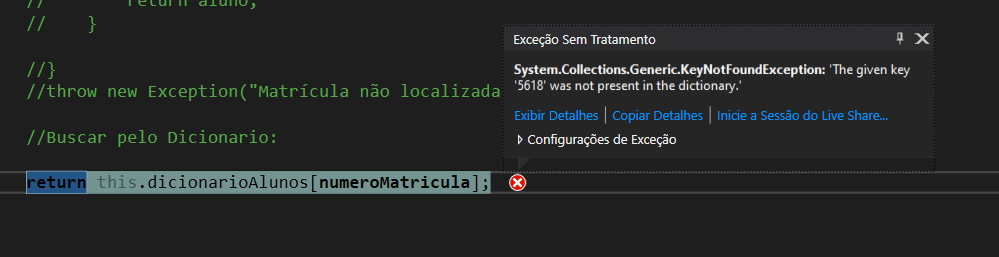 //        return aluno;
//    }
//}
//throw new Exception("Matrícula não localizada
//Buscar pelo Dicionario:
return this.dicionarioAlunos[numeroMatricula];
Exceção Sem Tratamento
System.Collections.Generic.KeyNotFoundException: 'The given key
'5618' was not present in the dictionary.'
Exibir Detalhes | Copiar Detalhes | Inicie a Sessão do Live Share...
Configurações de Exceção